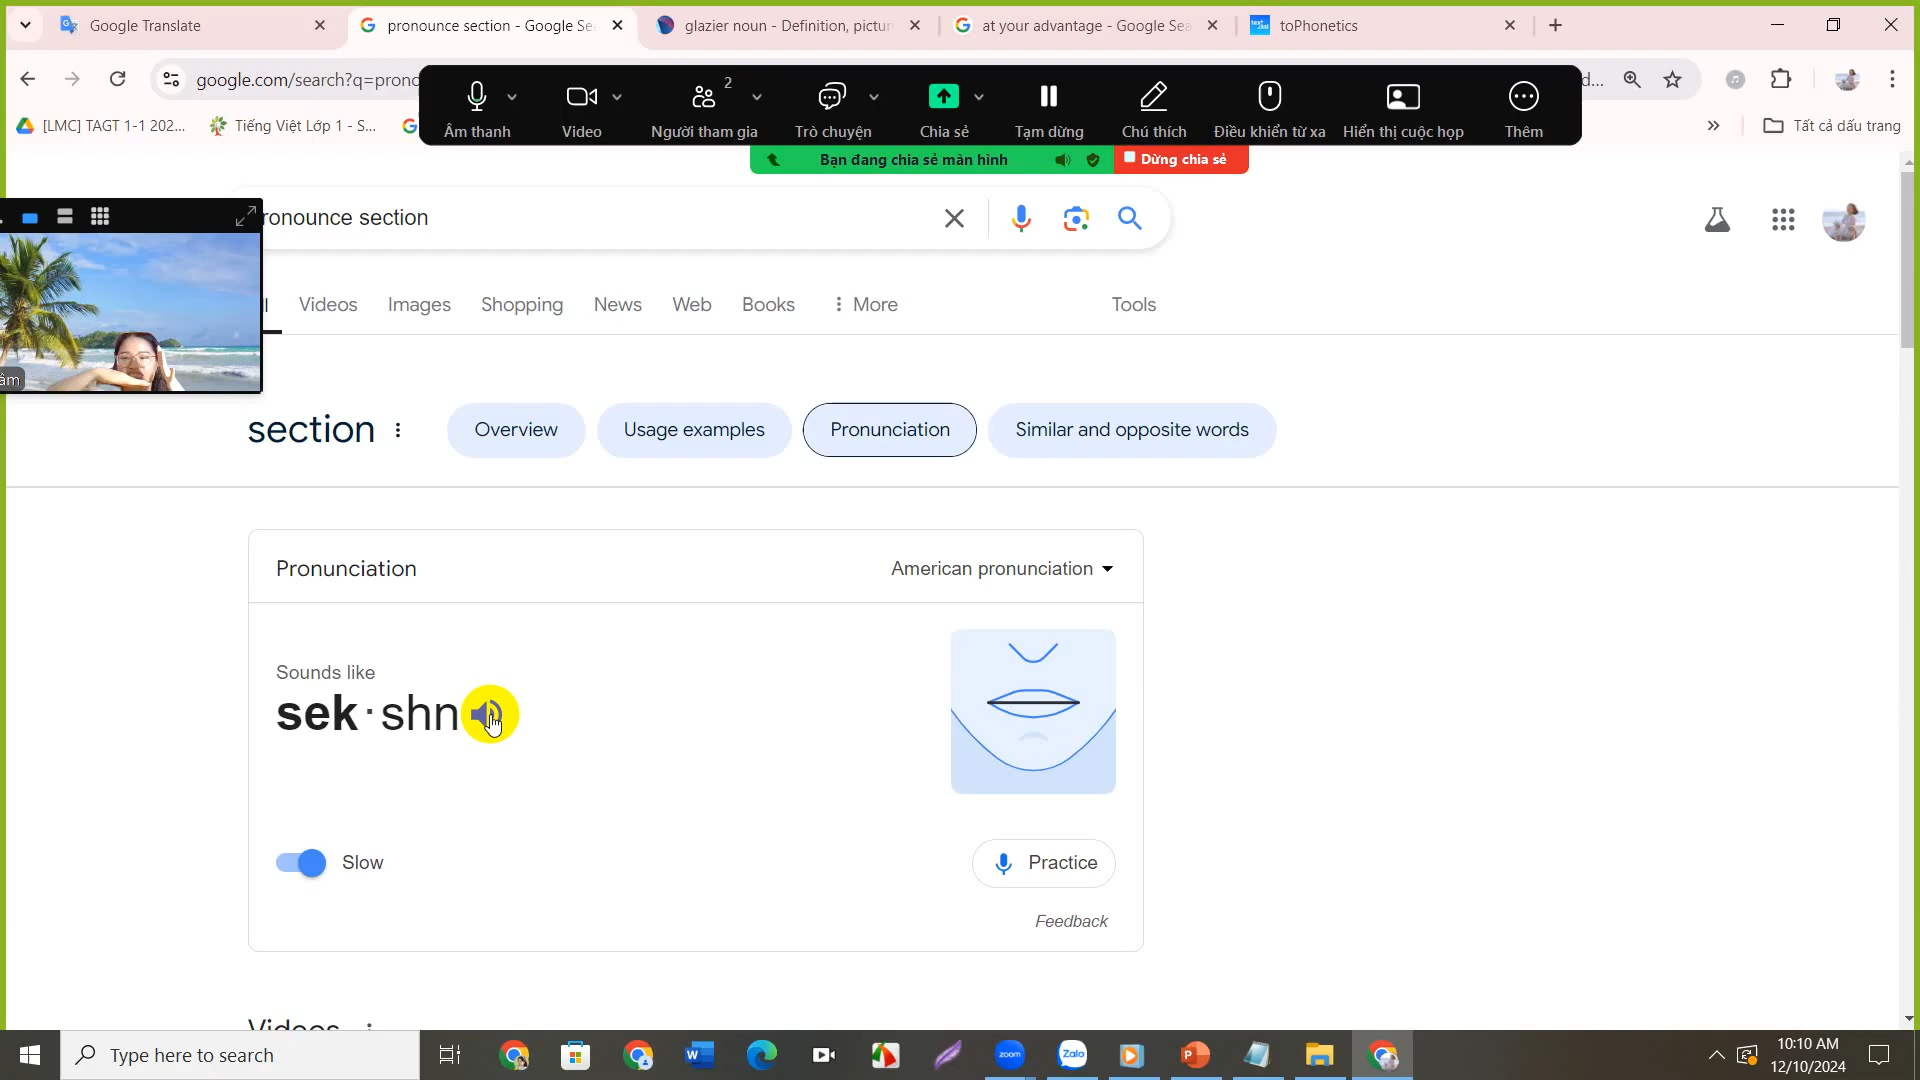 Google Translate
pronounce section - Google Se
glazier noun - Definition, pictur
at your advantage - Google Sea
toPhonetics
google.com/search?q=prono
d...
[LMC] TAGT 1-1 202...
Tiếng Việt Lớp 1 - S...
Tất cả dấu trang
2
Âm thanh
Video
Người tham gia
Trò chuyện
Chia sẻ
Tạm dừng
Chú thích
Điều khiển từ xa
Hiển thị cuộc họp
Thêm
Bạn đang chia sẻ màn hình
Dừng chia sẻ
ronounce section
Videos
Images
Shopping
News
Web
Books
More
Tools
âm
section
Overview
Usage examples
Pronunciation
Similar and opposite words
Pronunciation
American pronunciation
Sounds like
sek·shn
Slow
Practice
Feedback
Videos
Type here to search
zoom
Zalo
10:10 AM
12/10/2024